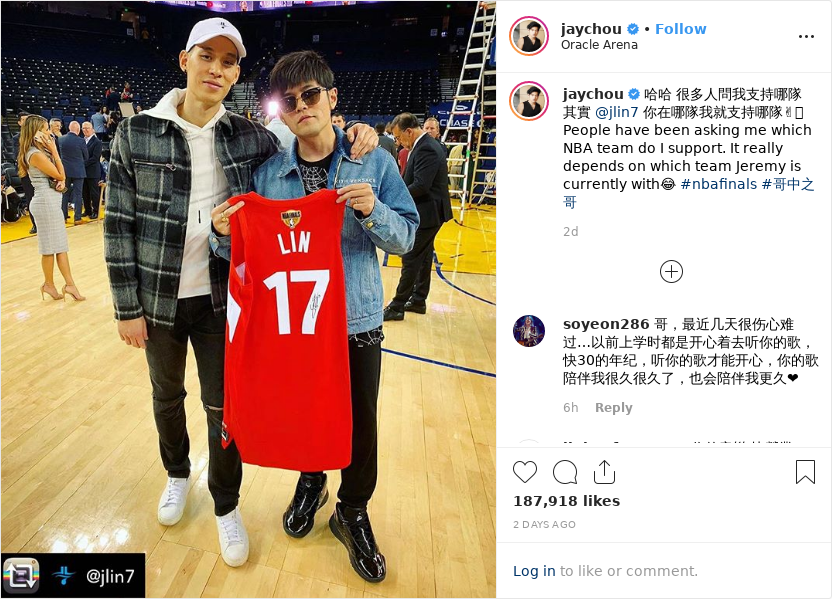 jaychou • Follow
Oracle Arena
jaychou 哈哈 很多人問我支持哪隊
其實 @jlin7 你在哪隊我就支持哪隊✌
People have been asking me which
NBA team do I support. It really
depends on which team Jeremy is
currently with😂 #nbafinals #哥中之
哥
2d
soyeon286 哥，最近几天很伤心难
过…以前上学时都是开心着去听你的歌，
快30的年纪，听你的歌才能开心，你的歌
陪伴我很久很久了，也会陪伴我更久❤
6h Reply
187,918 likes
2 DAYS AGO
Log in to like or comment.
LIN
17
CHASE
@jlin7